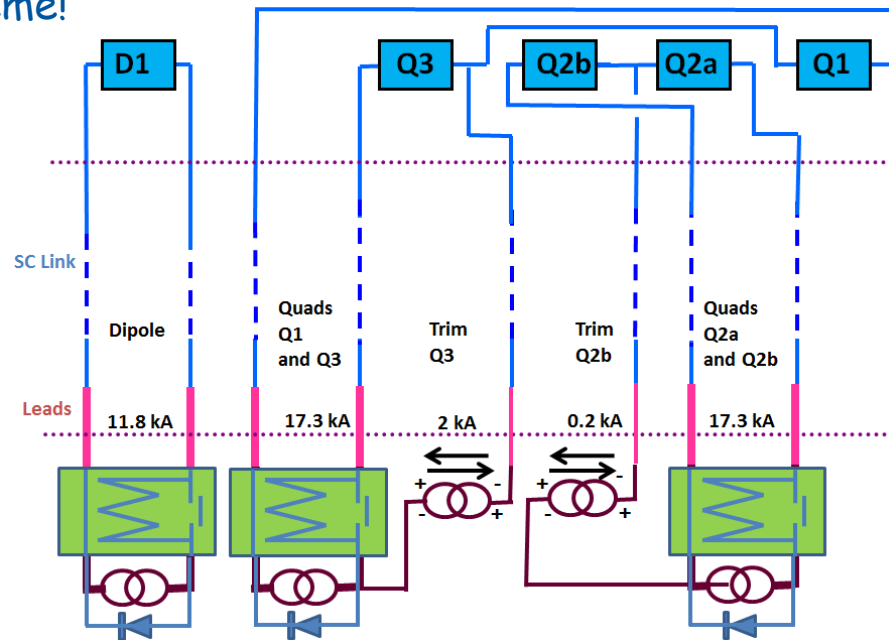 eme!
D1
Q3
Q2b
Q2a
Q1
SC Link
Dipole
Quads
Q1
and Q3
Trim
Q3
Trim
Q2b
Quads
Q2a
and Q2b
Leads
11.8 kA
17.3 kA
2 kA
0.2 kA
17.3 kA
+ -
- +
+ -
- +